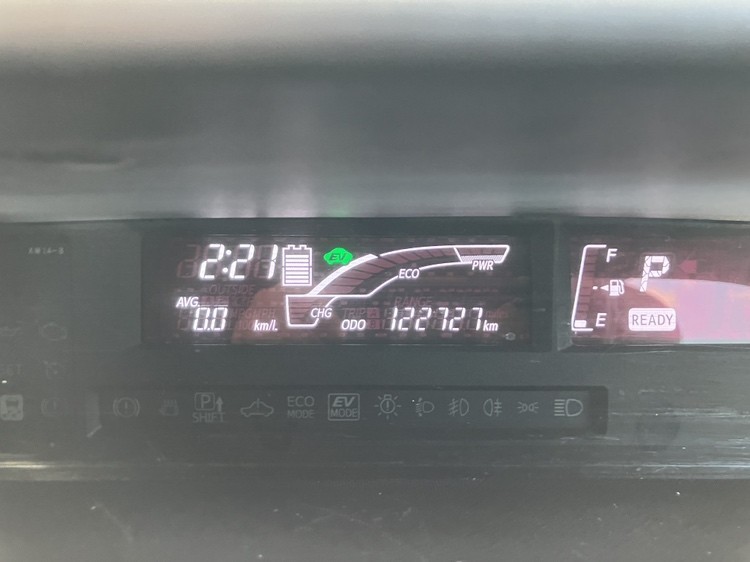 2:21
EV
PWR
ECO
AVG.
CHG
0.0 km/L
ODO 122727 km
F
P
E
READY
P
SHIFT
ECO
MODE
EV
MODE